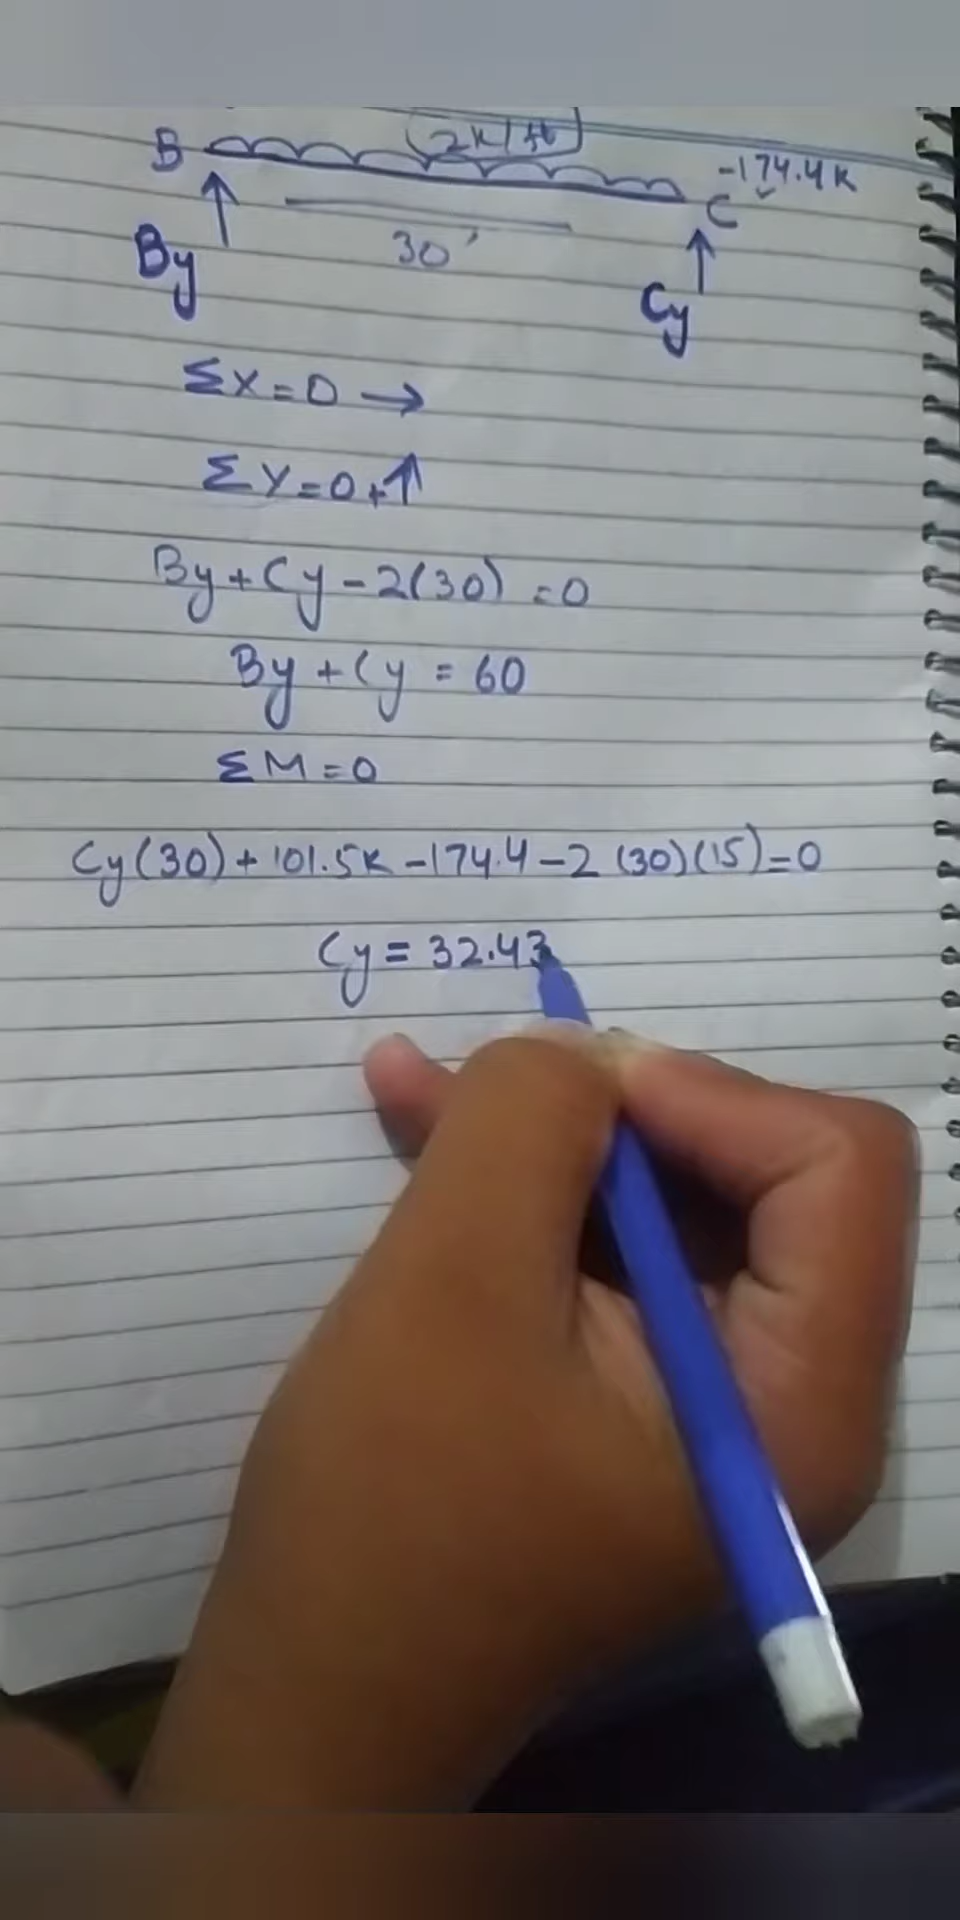 (2k/ft)
B
-174.4k
C
30'
By
Cy
ΣX=0 →
ΣY=0+↑
By+Cy-2(30)=0
By+Cy=60
ΣM=0
Cy(30)+101.5k-174.4-2(30)(15)=0
Cy=32.43